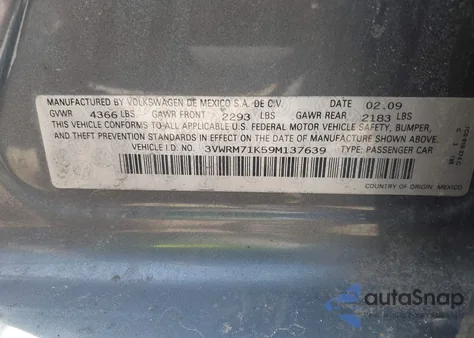 MANUFACTURED BY VOLKSWAGEN DE MEXICO S.A. DE C.V. DATE 02.09
GVWR 4366 LBS GAWR FRONT 2293 LBS GAWR REAR 2183 LBS
THIS VEHICLE CONFORMS TO ALL APPLICABLE U.S. FEDERAL MOTOR VEHICLE SAFETY, BUMPER,
AND THEFT PREVENTION STANDARDS IN EFFECT ON THE DATE OF MANUFACTURE SHOWN ABOVE.
VEHICLE I.D. NO.: 3VWRM71K59M137639 TYPE: PASSENGER CAR
COUNTRY OF ORIGIN: MEXICO
autoSnap